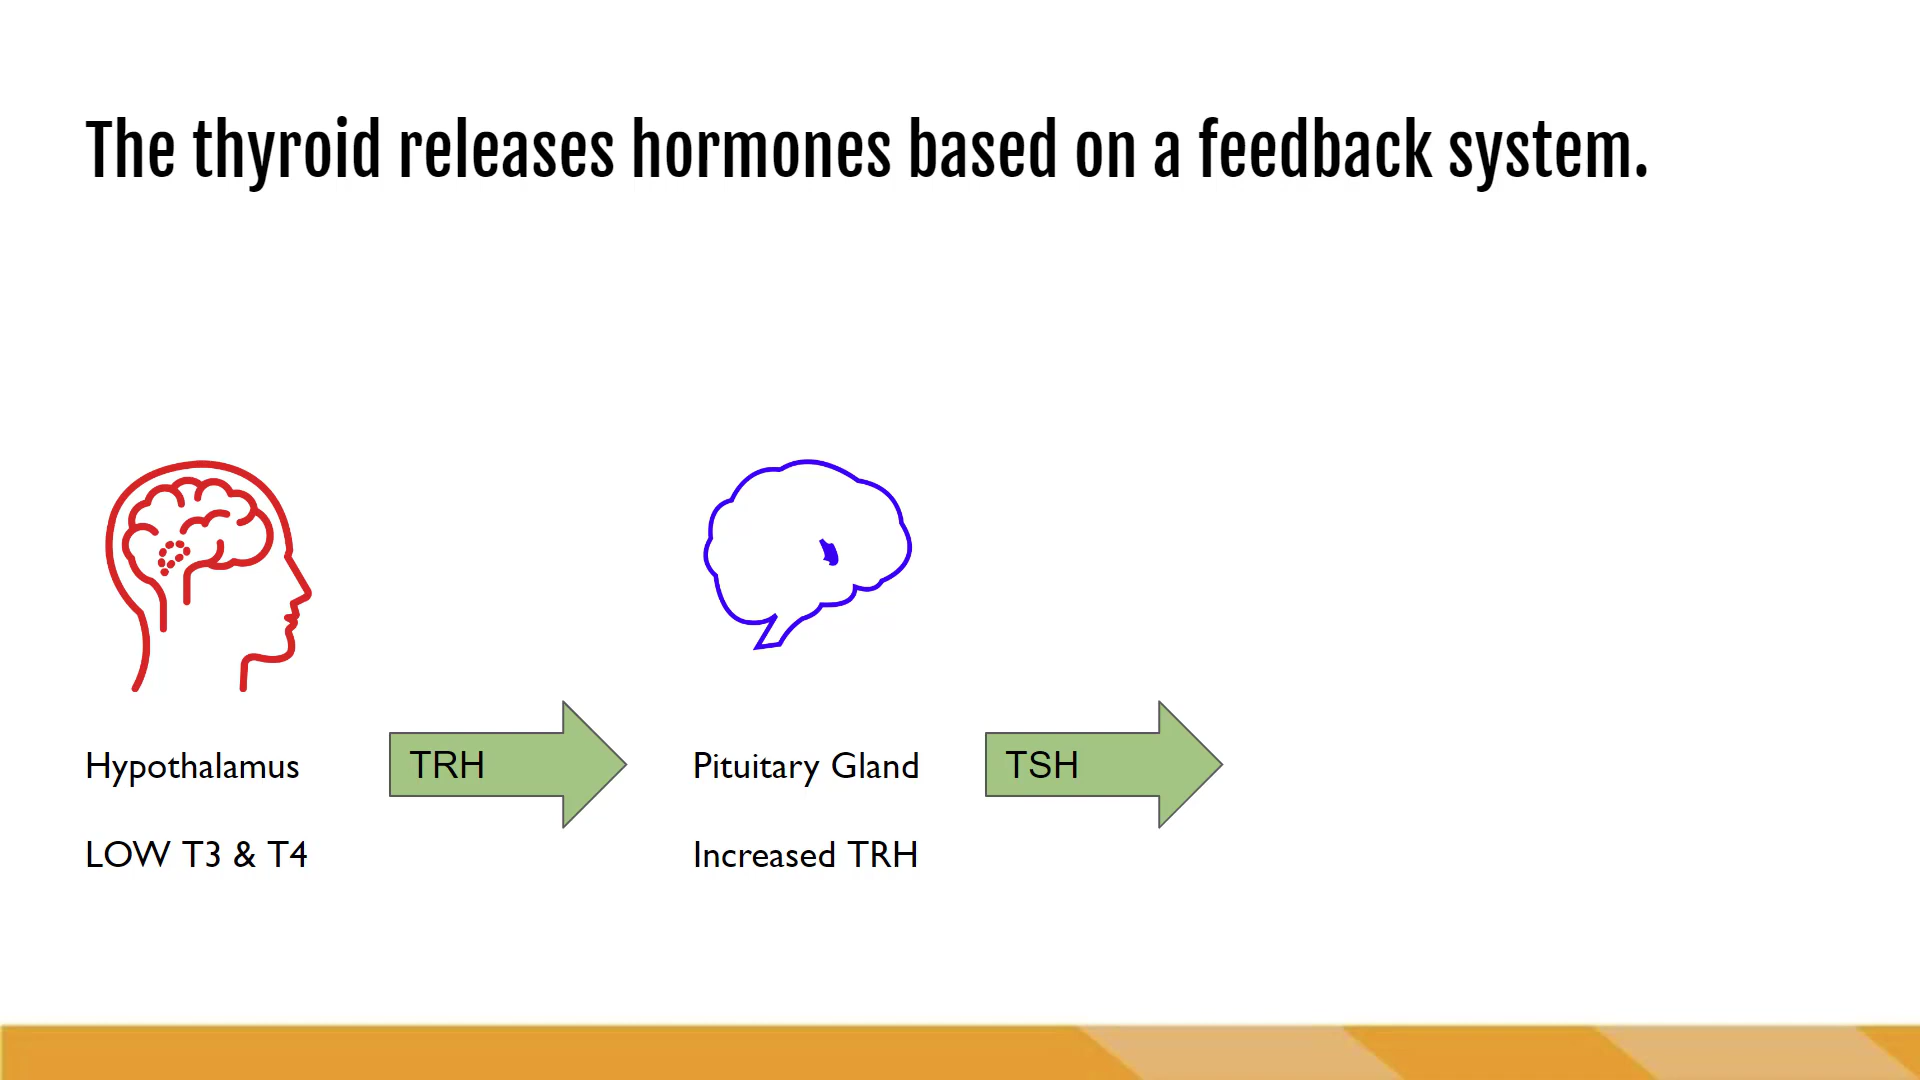 The thyroid releases hormones based on a feedback system.
Hypothalamus
TRH
Pituitary Gland
TSH
LOW T3 & T4
Increased TRH